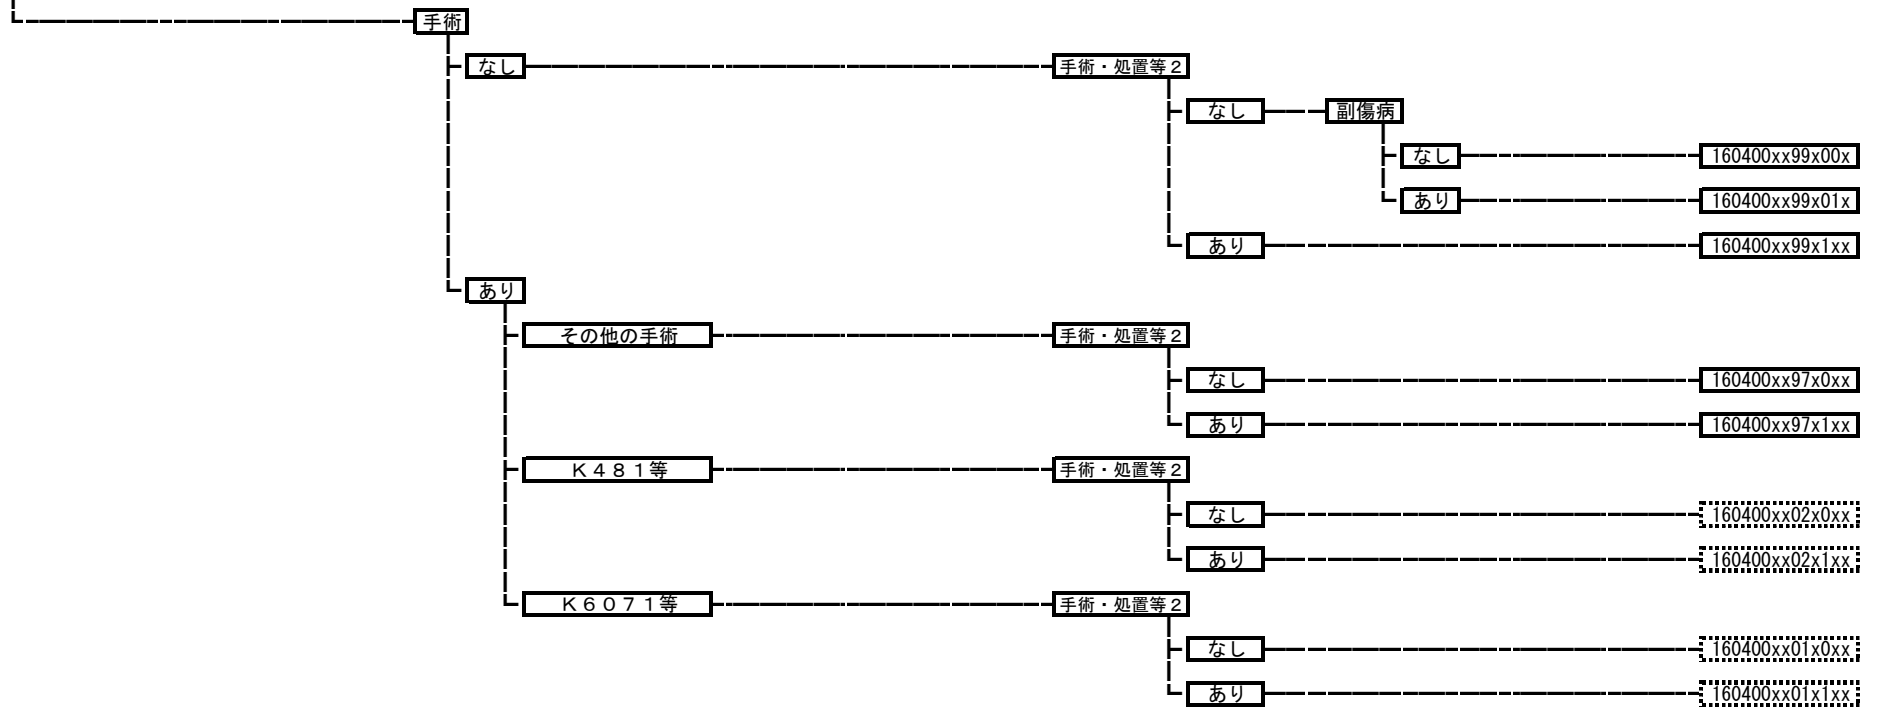 手術
なし 手術・処置等2
なし 副傷病
なし 160400xx99x00x
あり 160400xx99x01x
あり 160400xx99x1xx
あり
その他の手術 手術・処置等2
なし 160400xx97x0xx
あり 160400xx97x1xx
K481等 手術・処置等2
なし 160400xx02x0xx
あり 160400xx02x1xx
K6071等 手術・処置等2
なし 160400xx01x0xx
あり 160400xx01x1xx